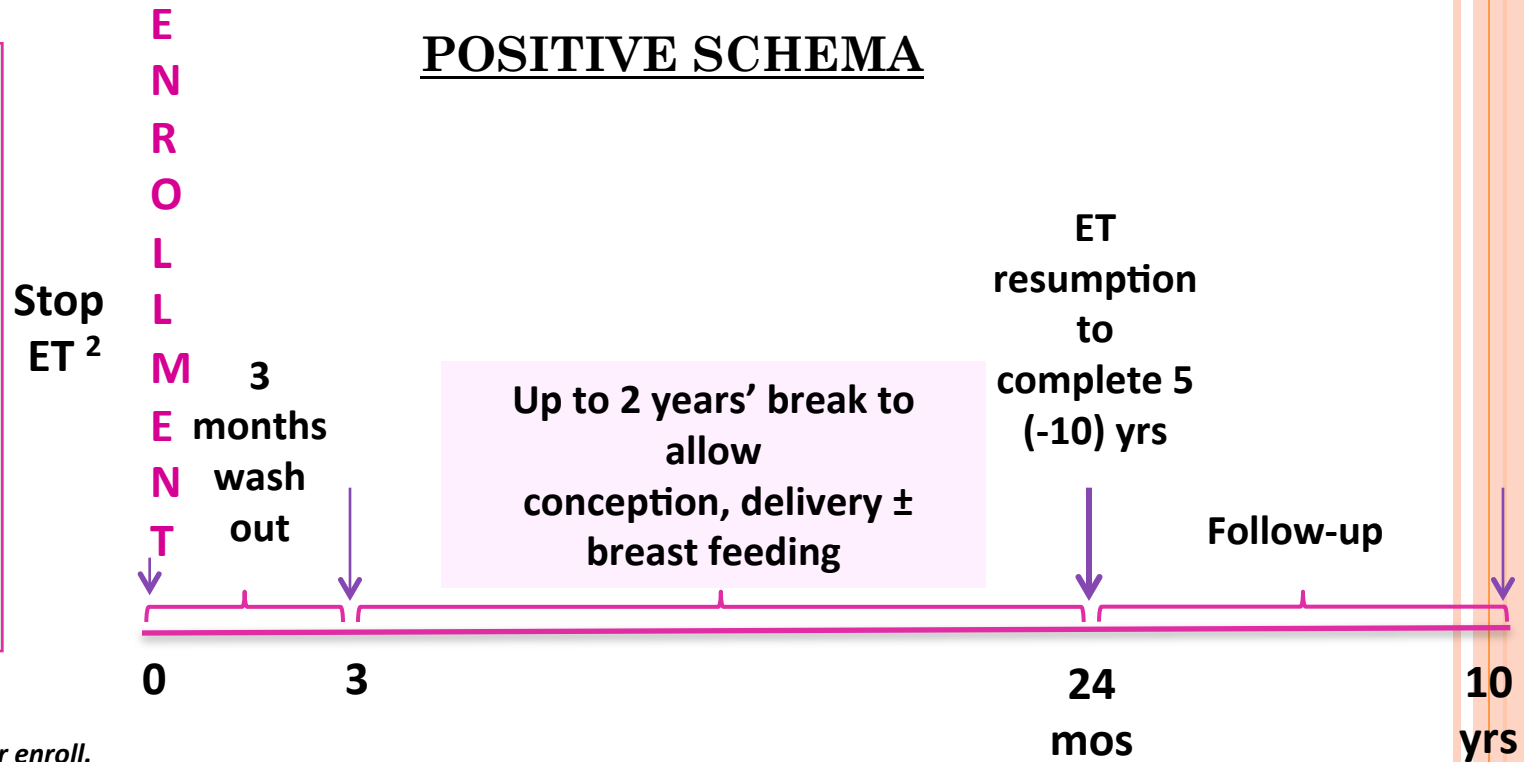 POSITIVE SCHEMA
Stop
ET ²
E
N
R
O
L
L
M
E
N
T
3
months
wash
out
Up to 2 years’ break to
allow
conception, delivery ±
breast feeding
ET
resumption
to
complete 5
(-10) yrs
Follow-up
0
3
24
mos
10
yrs
enroll.